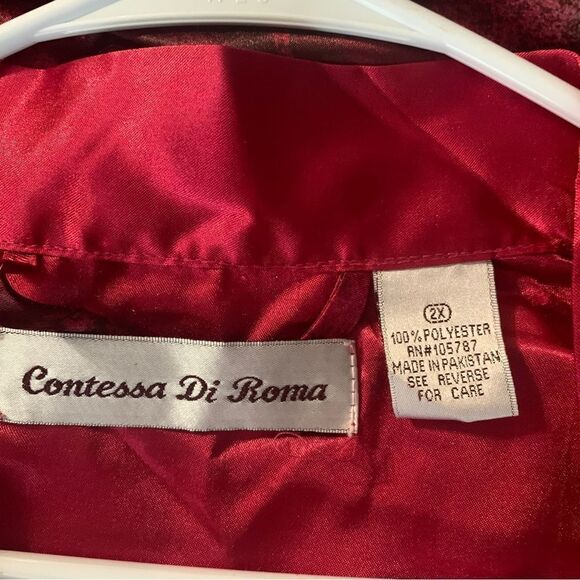 Contessa Di Roma
2X
100% POLYESTER
RN#105787
MADE IN PAKISTAN
SEE REVERSE
FOR CARE